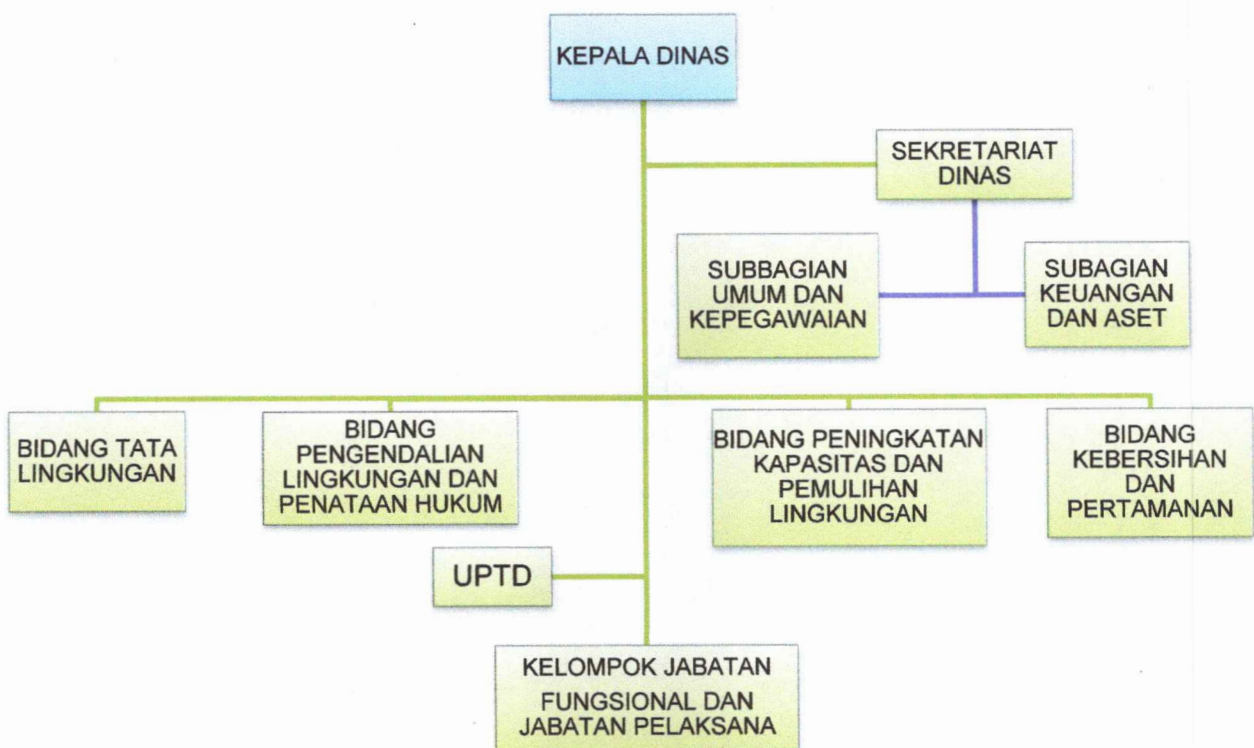 KEPALA DINAS
SEKRETARIAT
DINAS
SUBBAGIAN
UMUM DAN
KEPEGAWAIAN
SUBAGIAN
KEUANGAN
DAN ASET
BIDANG TATA
LINGKUNGAN
BIDANG
PENGENDALIAN
LINGKUNGAN DAN
PENATAAN HUKUM
BIDANG PENINGKATAN
KAPASITAS DAN
PEMULIHAN
LINGKUNGAN
BIDANG
KEBERSIHAN
DAN
PERTAMANAN
UPTD
KELOMPOK JABATAN
FUNGSIONAL DAN
JABATAN PELAKSANA